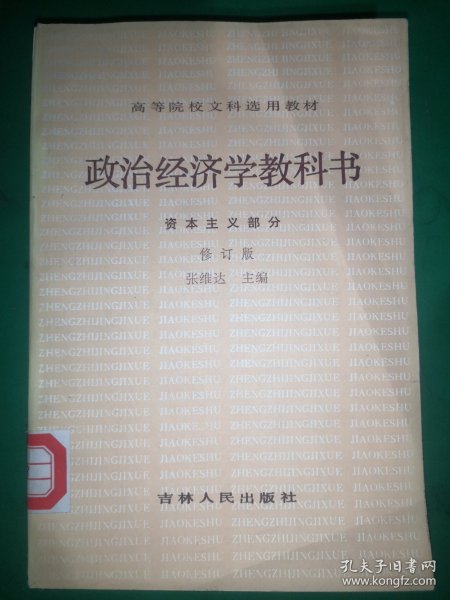 高等院校文科选用教材
政治经济学教科书
资本主义部分
修订版
张维达 主编
吉林人民出版社
ZHENGZHIJINGJIXUE JIAOKESHU
孔夫子旧书网
www.kongfz.com